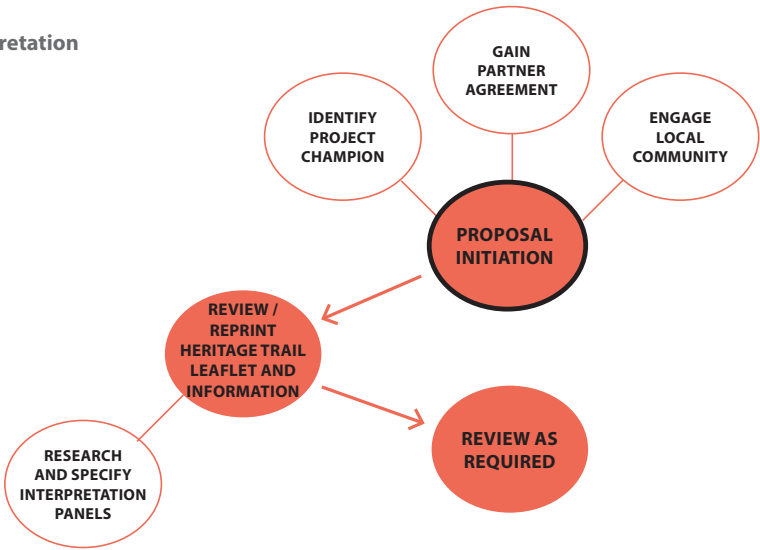 retation
GAIN
PARTNER
AGREEMENT
IDENTIFY
PROJECT
CHAMPION
ENGAGE
LOCAL
COMMUNITY
PROPOSAL
INITIATION
REVIEW /
REPRINT
HERITAGE TRAIL
LEAFLET AND
INFORMATION
REVIEW AS
REQUIRED
RESEARCH
AND SPECIFY
INTERPRETATION
PANELS